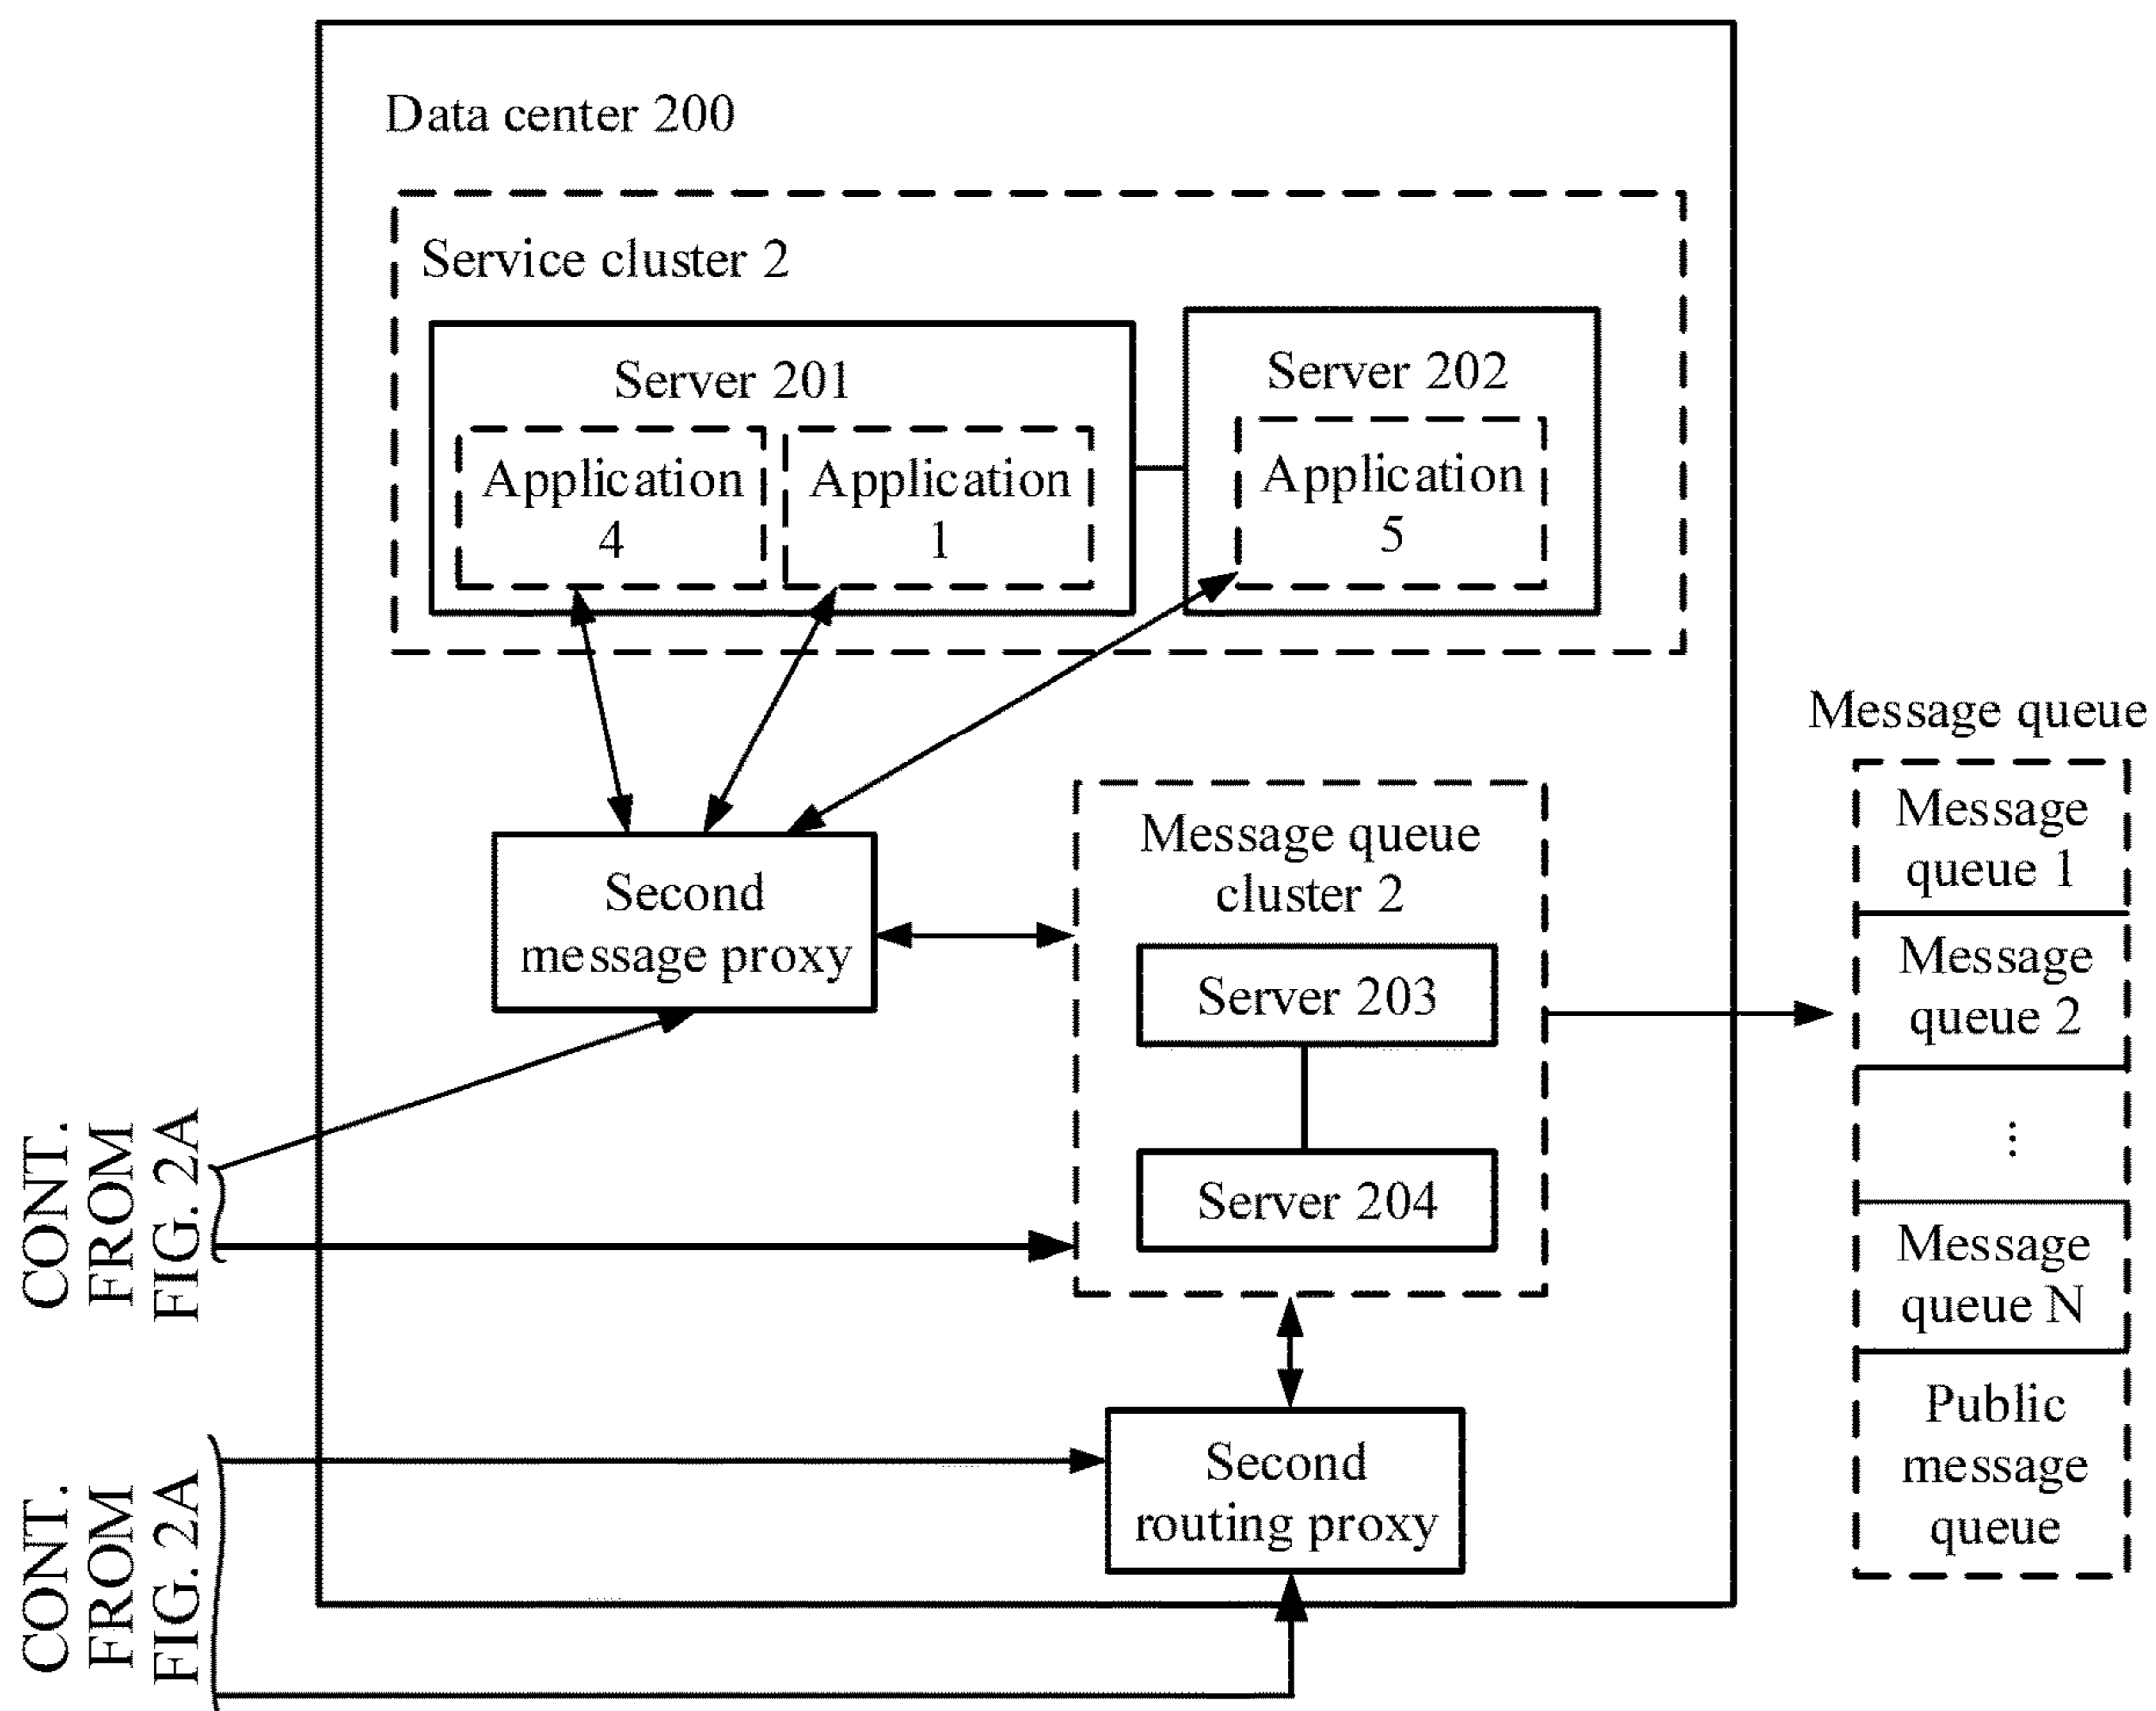 Data center 200
Service cluster 2
Server 201
Application
4
Application
1
Server 202
Application
5
Second
message proxy
Message queue
cluster 2
Server 203
Server 204
Second
routing proxy
Message queue
Message
queue 1
Message
queue 2
⋮
Message
queue N
Public
message
queue
CONT.
FROM
FIG. 2A
CONT.
FROM
FIG. 2A